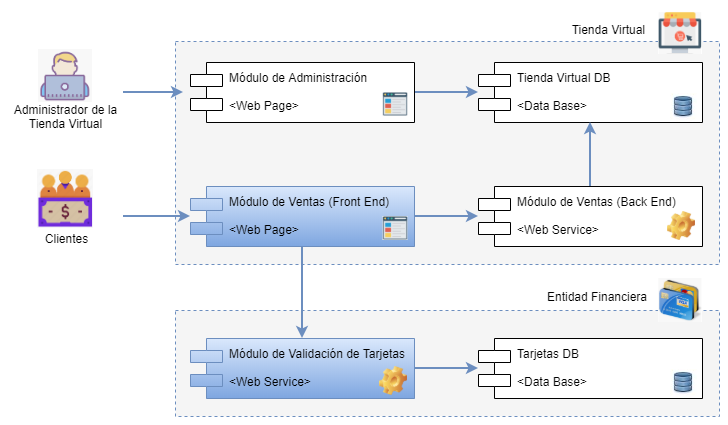 Tienda Virtual
Administrador de la
Tienda Virtual
Módulo de Administración
<Web Page>
Tienda Virtual DB
<Data Base>
Clientes
Módulo de Ventas (Front End)
<Web Page>
Módulo de Ventas (Back End)
<Web Service>
Entidad Financiera
Módulo de Validación de Tarjetas
<Web Service>
Tarjetas DB
<Data Base>